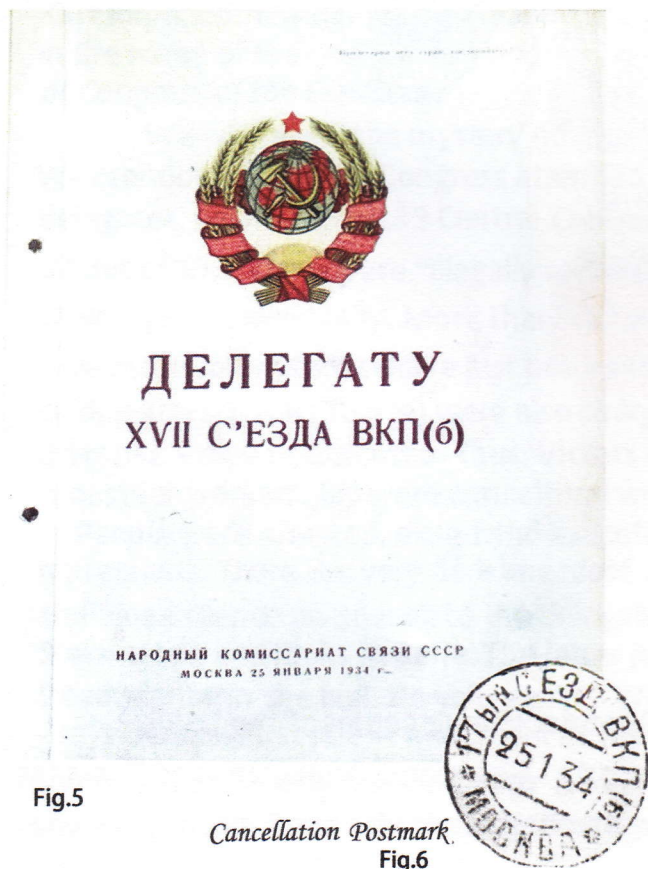 ДЕЛЕГАТУ
XVII С'ЕЗДА ВКП(б)
НАРОДНЫЙ КОМИССАРИАТ СВЯЗИ СССР
МОСКВА 25 ЯНВАРЯ 1934 г.
17ЫЙ С'ЕЗД ВКП(б)
25 1 34
* МОСКВА *
Fig.5
Cancellation Postmark
Fig.6